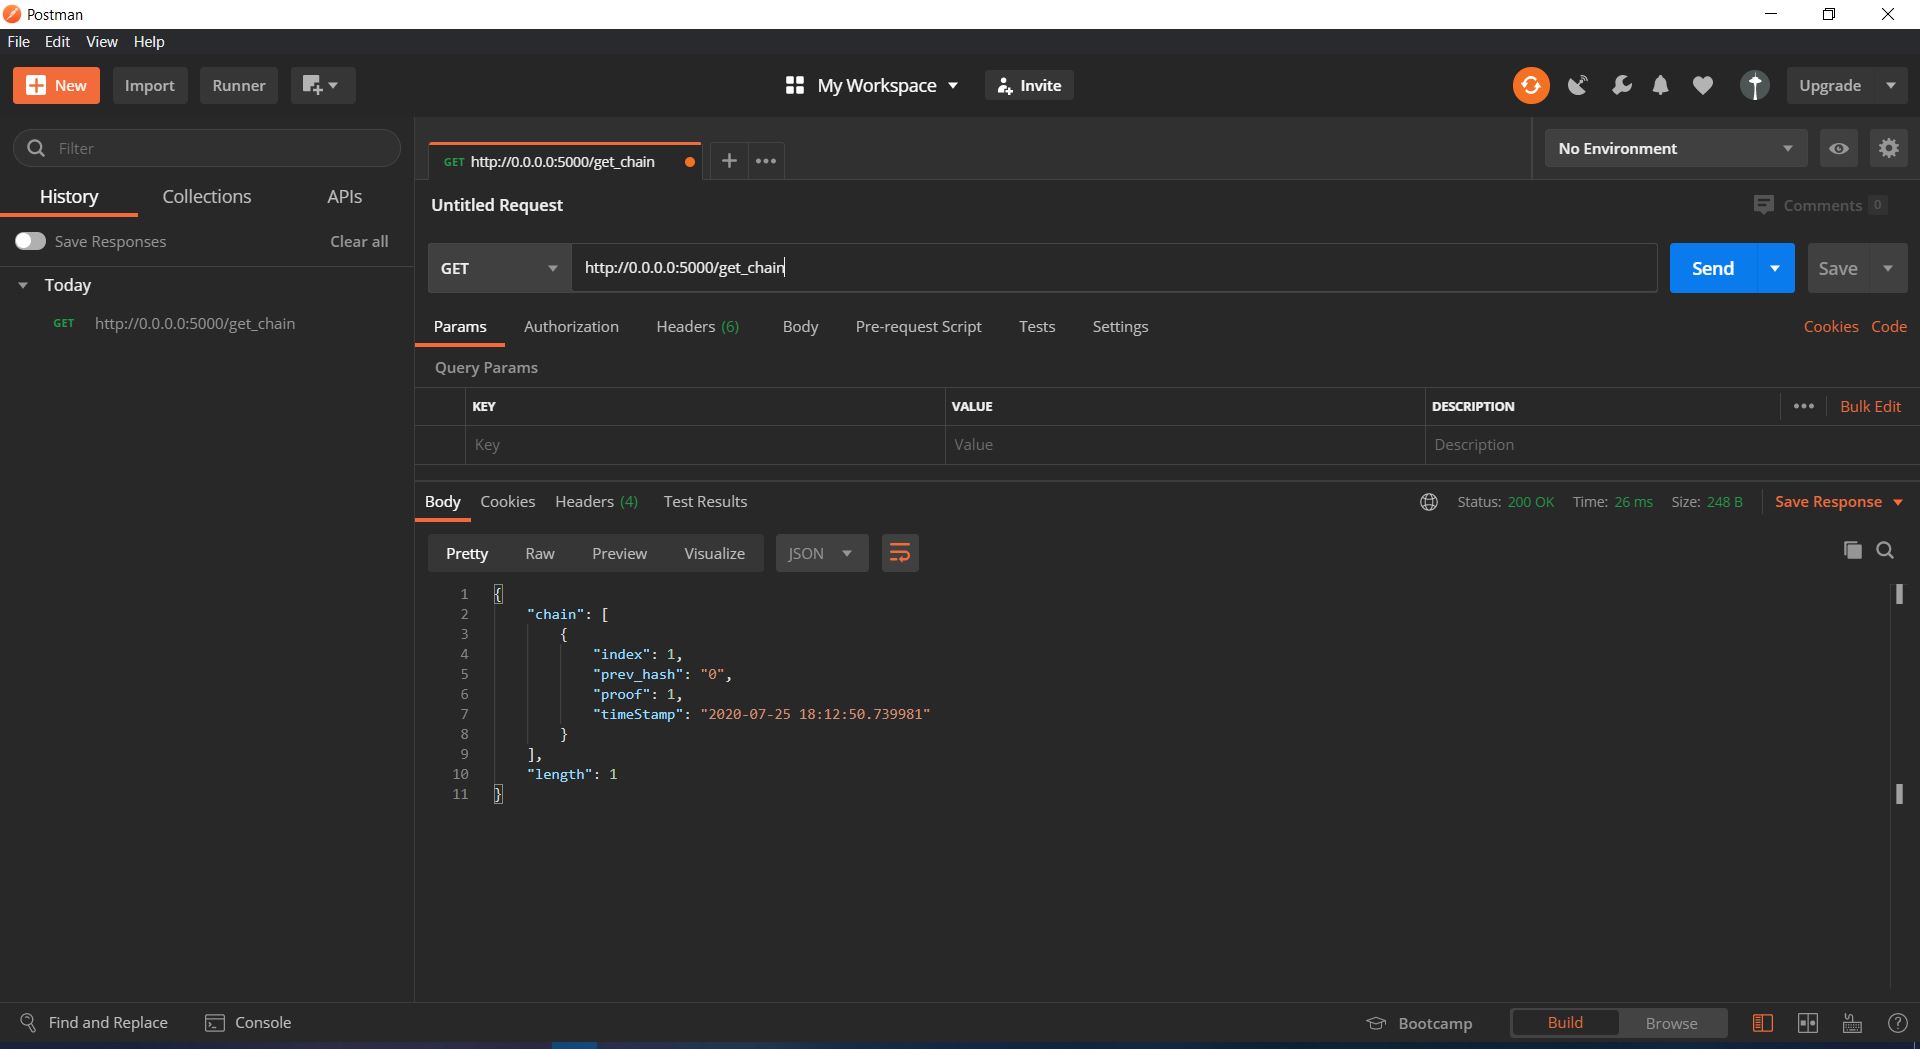 Postman
File Edit View Help
New Import Runner My Workspace Invite Upgrade
Filter
GET http://0.0.0.0:5000/get_chain
No Environment
History Collections APIs
Untitled Request Comments 0
Save Responses Clear all
GET http://0.0.0.0:5000/get_chain Send Save
Today
GET http://0.0.0.0:5000/get_chain
Params Authorization Headers (6) Body Pre-request Script Tests Settings Cookies Code
Query Params
KEY VALUE DESCRIPTION Bulk Edit
Key Value Description
Body Cookies Headers (4) Test Results Status: 200 OK Time: 26 ms Size: 248 B Save Response
Pretty Raw Preview Visualize JSON
1 {
2 "chain": [
3 {
4 "index": 1,
5 "prev_hash": "0",
6 "proof": 1,
7 "timeStamp": "2020-07-25 18:12:50.739981"
8 }
9 ],
10 "length": 1
11 }
Find and Replace Console Bootcamp Build Browse